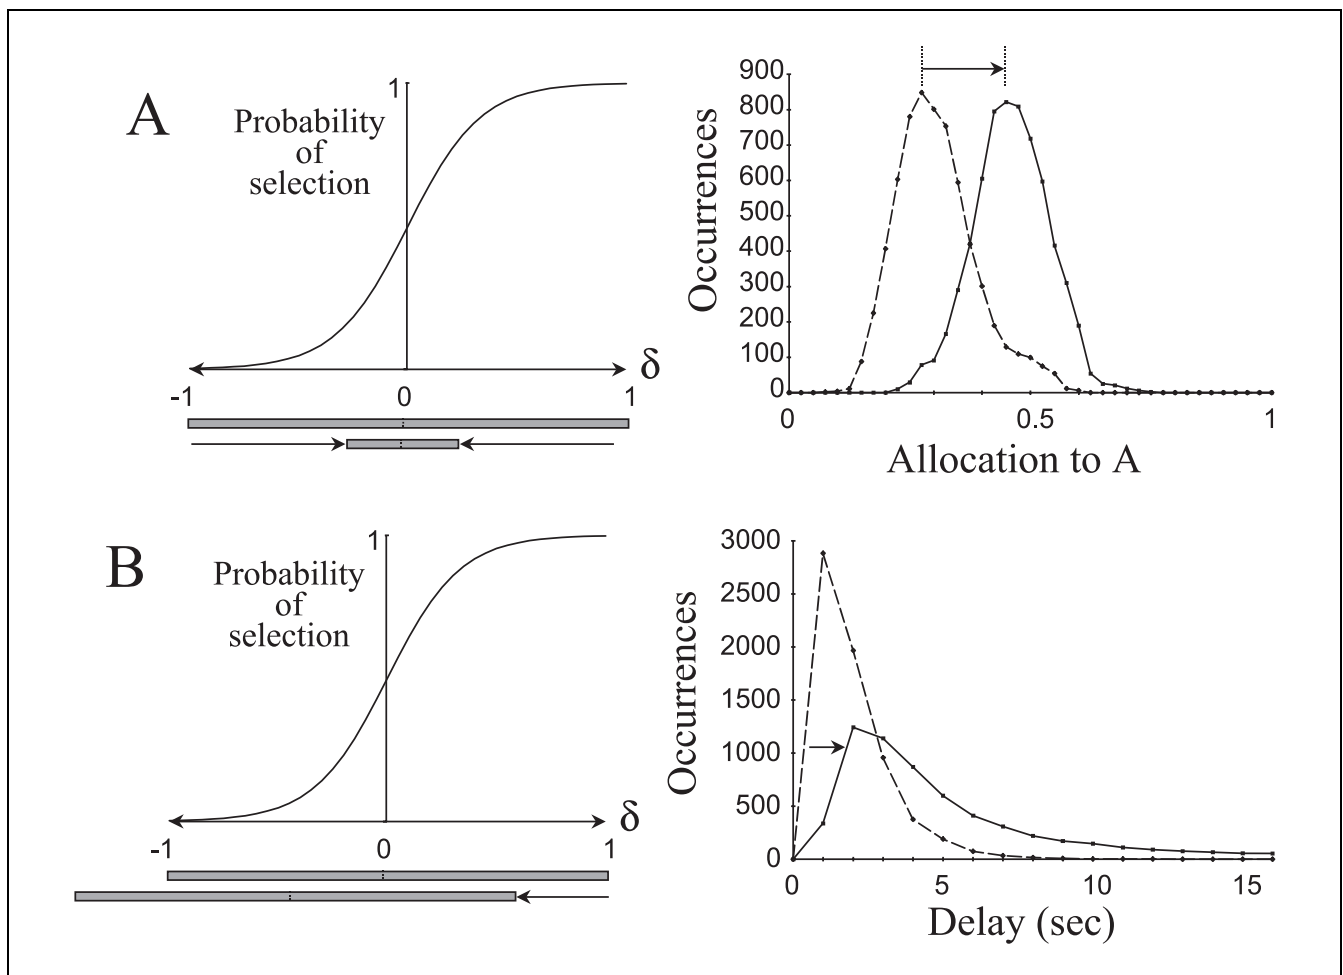 A
Probability
of
selection
1
δ
-1
0
1
900
800
700
600
500
400
300
200
100
0
Occurrences
0
0.5
1
Allocation to A
B
Probability
of
selection
1
δ
-1
0
1
3000
2500
2000
1500
1000
500
0
Occurrences
0
5
10
15
Delay (sec)